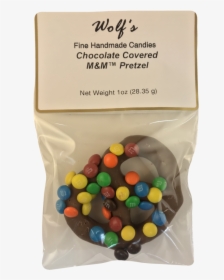 Wolf's
Fine Handmade Candies
Chocolate Covered
M&M™ Pretzel
Net Weight 1oz (28.35 g)